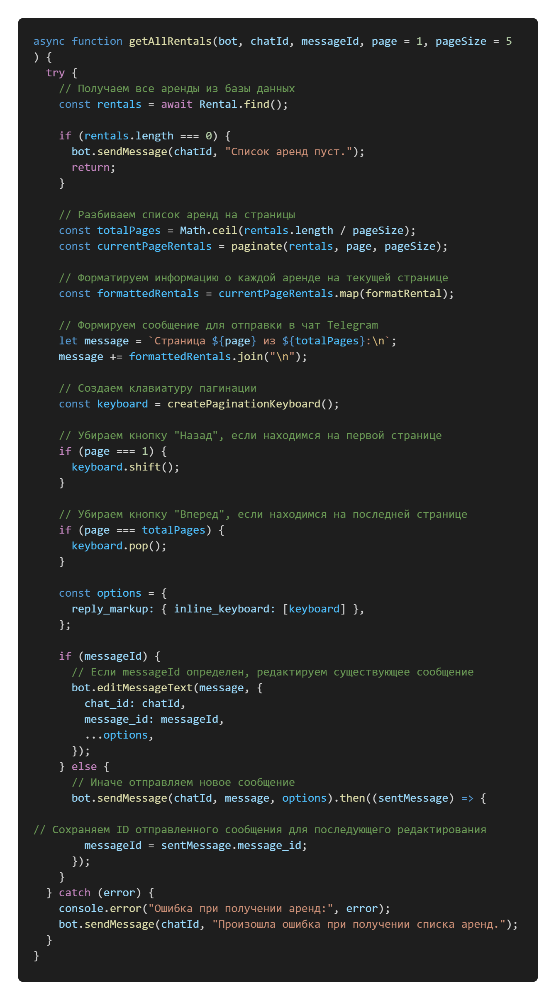 async function getAllRentals(bot, chatId, messageId, page = 1, pageSize = 5
) {
  try {
    // Получаем все аренды из базы данных
    const rentals = await Rental.find();

    if (rentals.length === 0) {
      bot.sendMessage(chatId, "Список аренд пуст.");
      return;
    }

    // Разбиваем список аренд на страницы
    const totalPages = Math.ceil(rentals.length / pageSize);
    const currentPageRentals = paginate(rentals, page, pageSize);

    // Форматируем информацию о каждой аренде на текущей странице
    const formattedRentals = currentPageRentals.map(formatRental);

    // Формируем сообщение для отправки в чат Telegram
    let message = `Страница ${page} из ${totalPages}:\n`;
    message += formattedRentals.join("\n");

    // Создаем клавиатуру пагинации
    const keyboard = createPaginationKeyboard();

    // Убираем кнопку "Назад", если находимся на первой странице
    if (page === 1) {
      keyboard.shift();
    }

    // Убираем кнопку "Вперед", если находимся на последней странице
    if (page === totalPages) {
      keyboard.pop();
    }

    const options = {
      reply_markup: { inline_keyboard: [keyboard] },
    };

    if (messageId) {
      // Если messageId определен, редактируем существующее сообщение
      bot.editMessageText(message, {
        chat_id: chatId,
        message_id: messageId,
        ...options,
      });
    } else {
      // Иначе отправляем новое сообщение
      bot.sendMessage(chatId, message, options).then((sentMessage) => {

// Сохраняем ID отправленного сообщения для последующего редактирования
        messageId = sentMessage.message_id;
      });
    }
  } catch (error) {
    console.error("Ошибка при получении аренд:", error);
    bot.sendMessage(chatId, "Произошла ошибка при получении списка аренд.");
  }
}